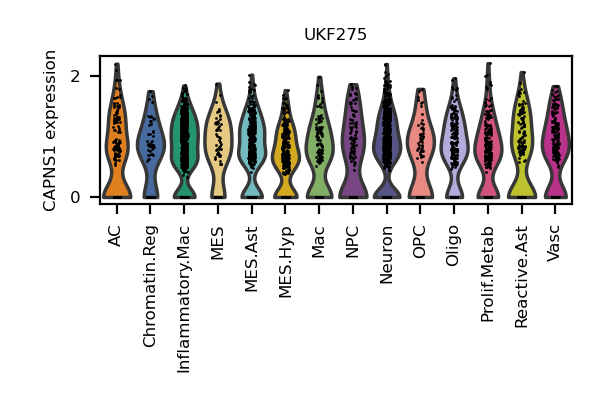 UKF275
CAPNS1 expression
2
0
AC
Chromatin.Reg
Inflammatory.Mac
MES
MES.Ast
MES.Hyp
Mac
NPC
Neuron
OPC
Oligo
Prolif.Metab
Reactive.Ast
Vasc